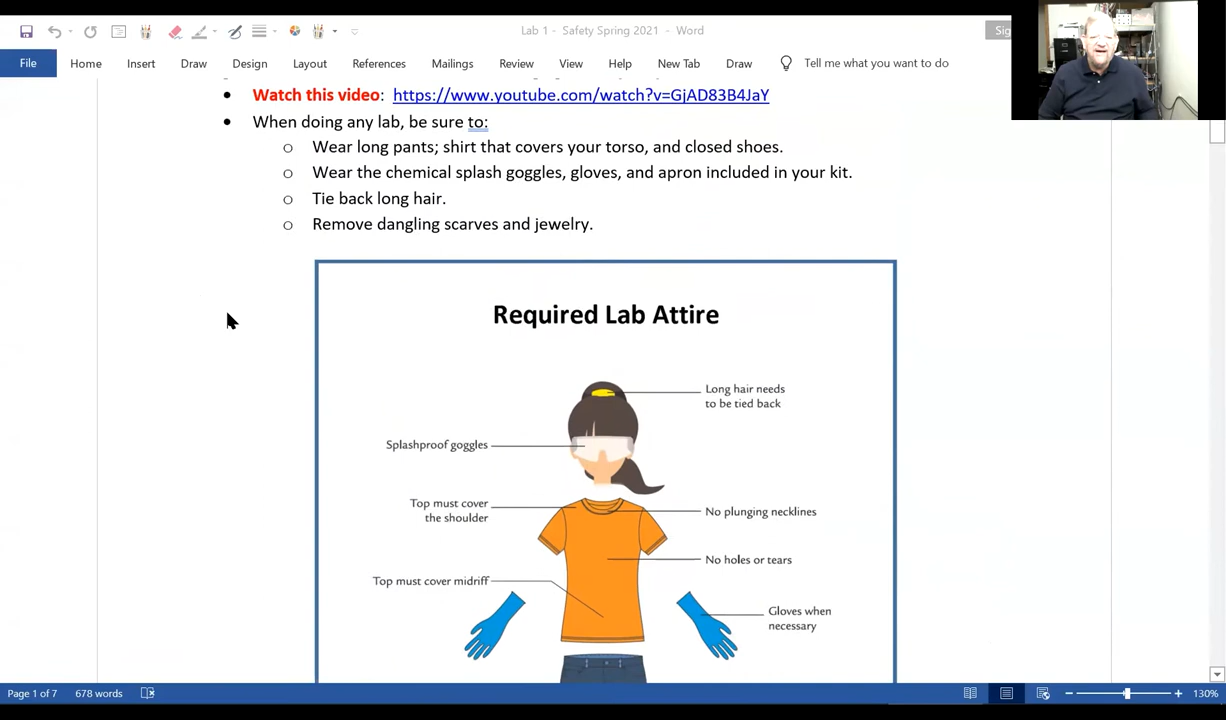 Lab 1 - Safety Spring 2021 - Word
File Home Insert Draw Design Layout References Mailings Review View Help New Tab Draw Tell me what you want to do
Watch this video: https://www.youtube.com/watch?v=GjAD83B4JaY
When doing any lab, be sure to:
Wear long pants; shirt that covers your torso, and closed shoes.
Wear the chemical splash goggles, gloves, and apron included in your kit.
Tie back long hair.
Remove dangling scarves and jewelry.
Required Lab Attire
Long hair needs
to be tied back
Splashproof goggles
Top must cover
the shoulder
No plunging necklines
No holes or tears
Top must cover midriff
Gloves when
necessary
Page 1 of 7 678 words 130%